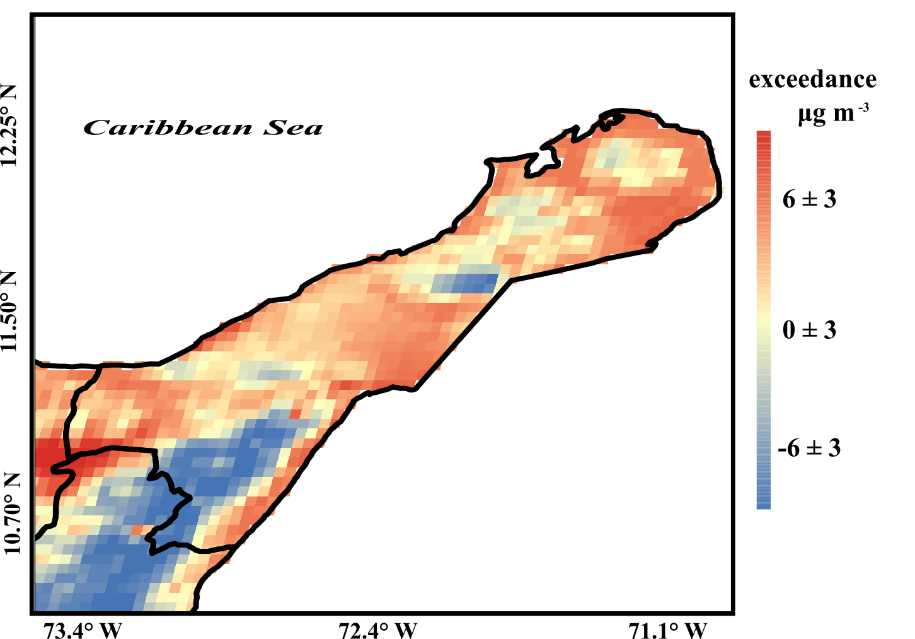 exceedance
µg m⁻³
Caribbean Sea
12.25° N
6 ± 3
11.50° N
0 ± 3
-6 ± 3
10.70° N
73.4° W
72.4° W
71.1° W